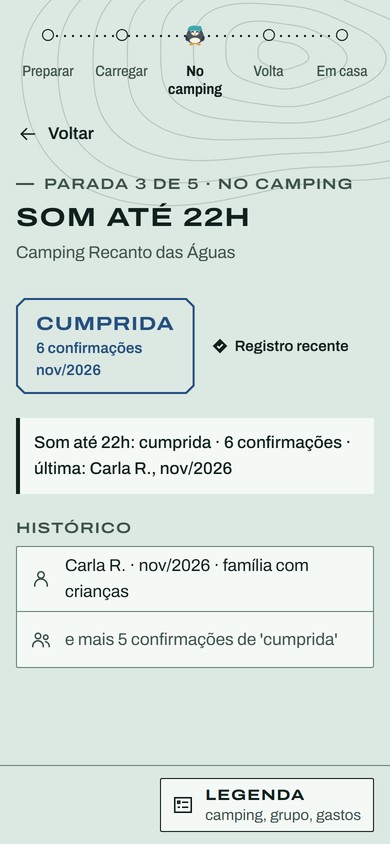 Preparar
Carregar
No camping
Volta
Em casa
← Voltar
— PARADA 3 DE 5 · NO CAMPING
SOM ATÉ 22H
Camping Recanto das Águas
CUMPRIDA
6 confirmações
nov/2026
Registro recente
Som até 22h: cumprida · 6 confirmações ·
última: Carla R., nov/2026
HISTÓRICO
Carla R. · nov/2026 · família com
crianças
e mais 5 confirmações de 'cumprida'
LEGENDA
camping, grupo, gastos